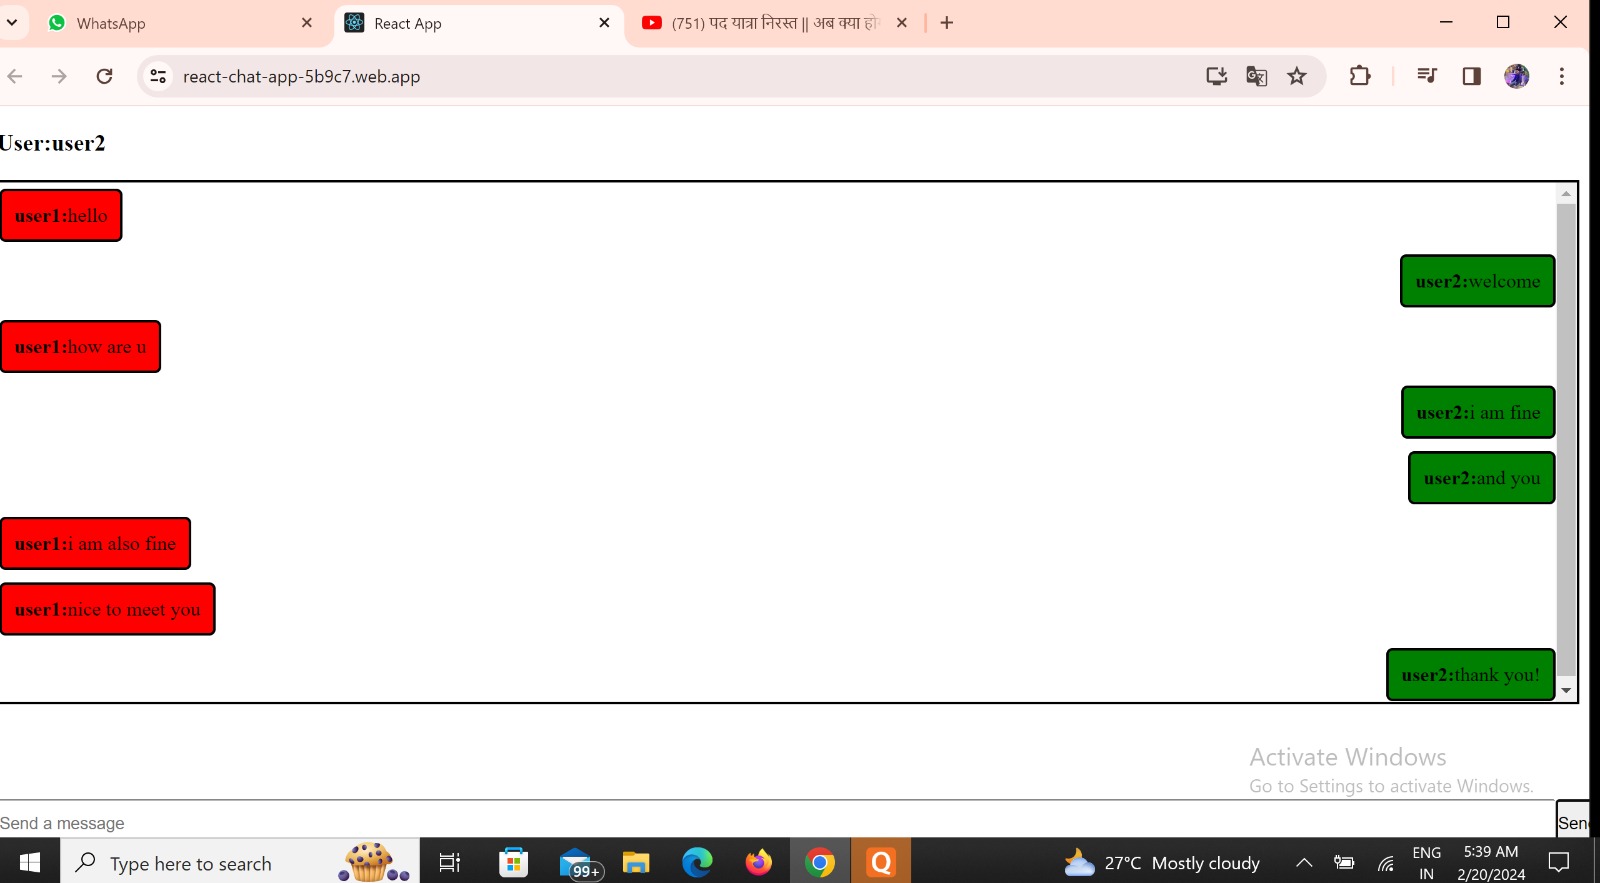 WhatsApp
React App
(751) पद यात्रा निरस्त || अब क्या
react-chat-app-5b9c7.web.app
User:user2
user1:hello
user2:welcome
user1:how are u
user2:i am fine
user2:and you
user1:i am also fine
user1:nice to meet you
user2:thank you!
Activate Windows
Go to Settings to activate Windows.
Send a message
Sen
Type here to search
99+
Q
27°C Mostly cloudy
ENG
IN
5:39 AM
2/20/2024